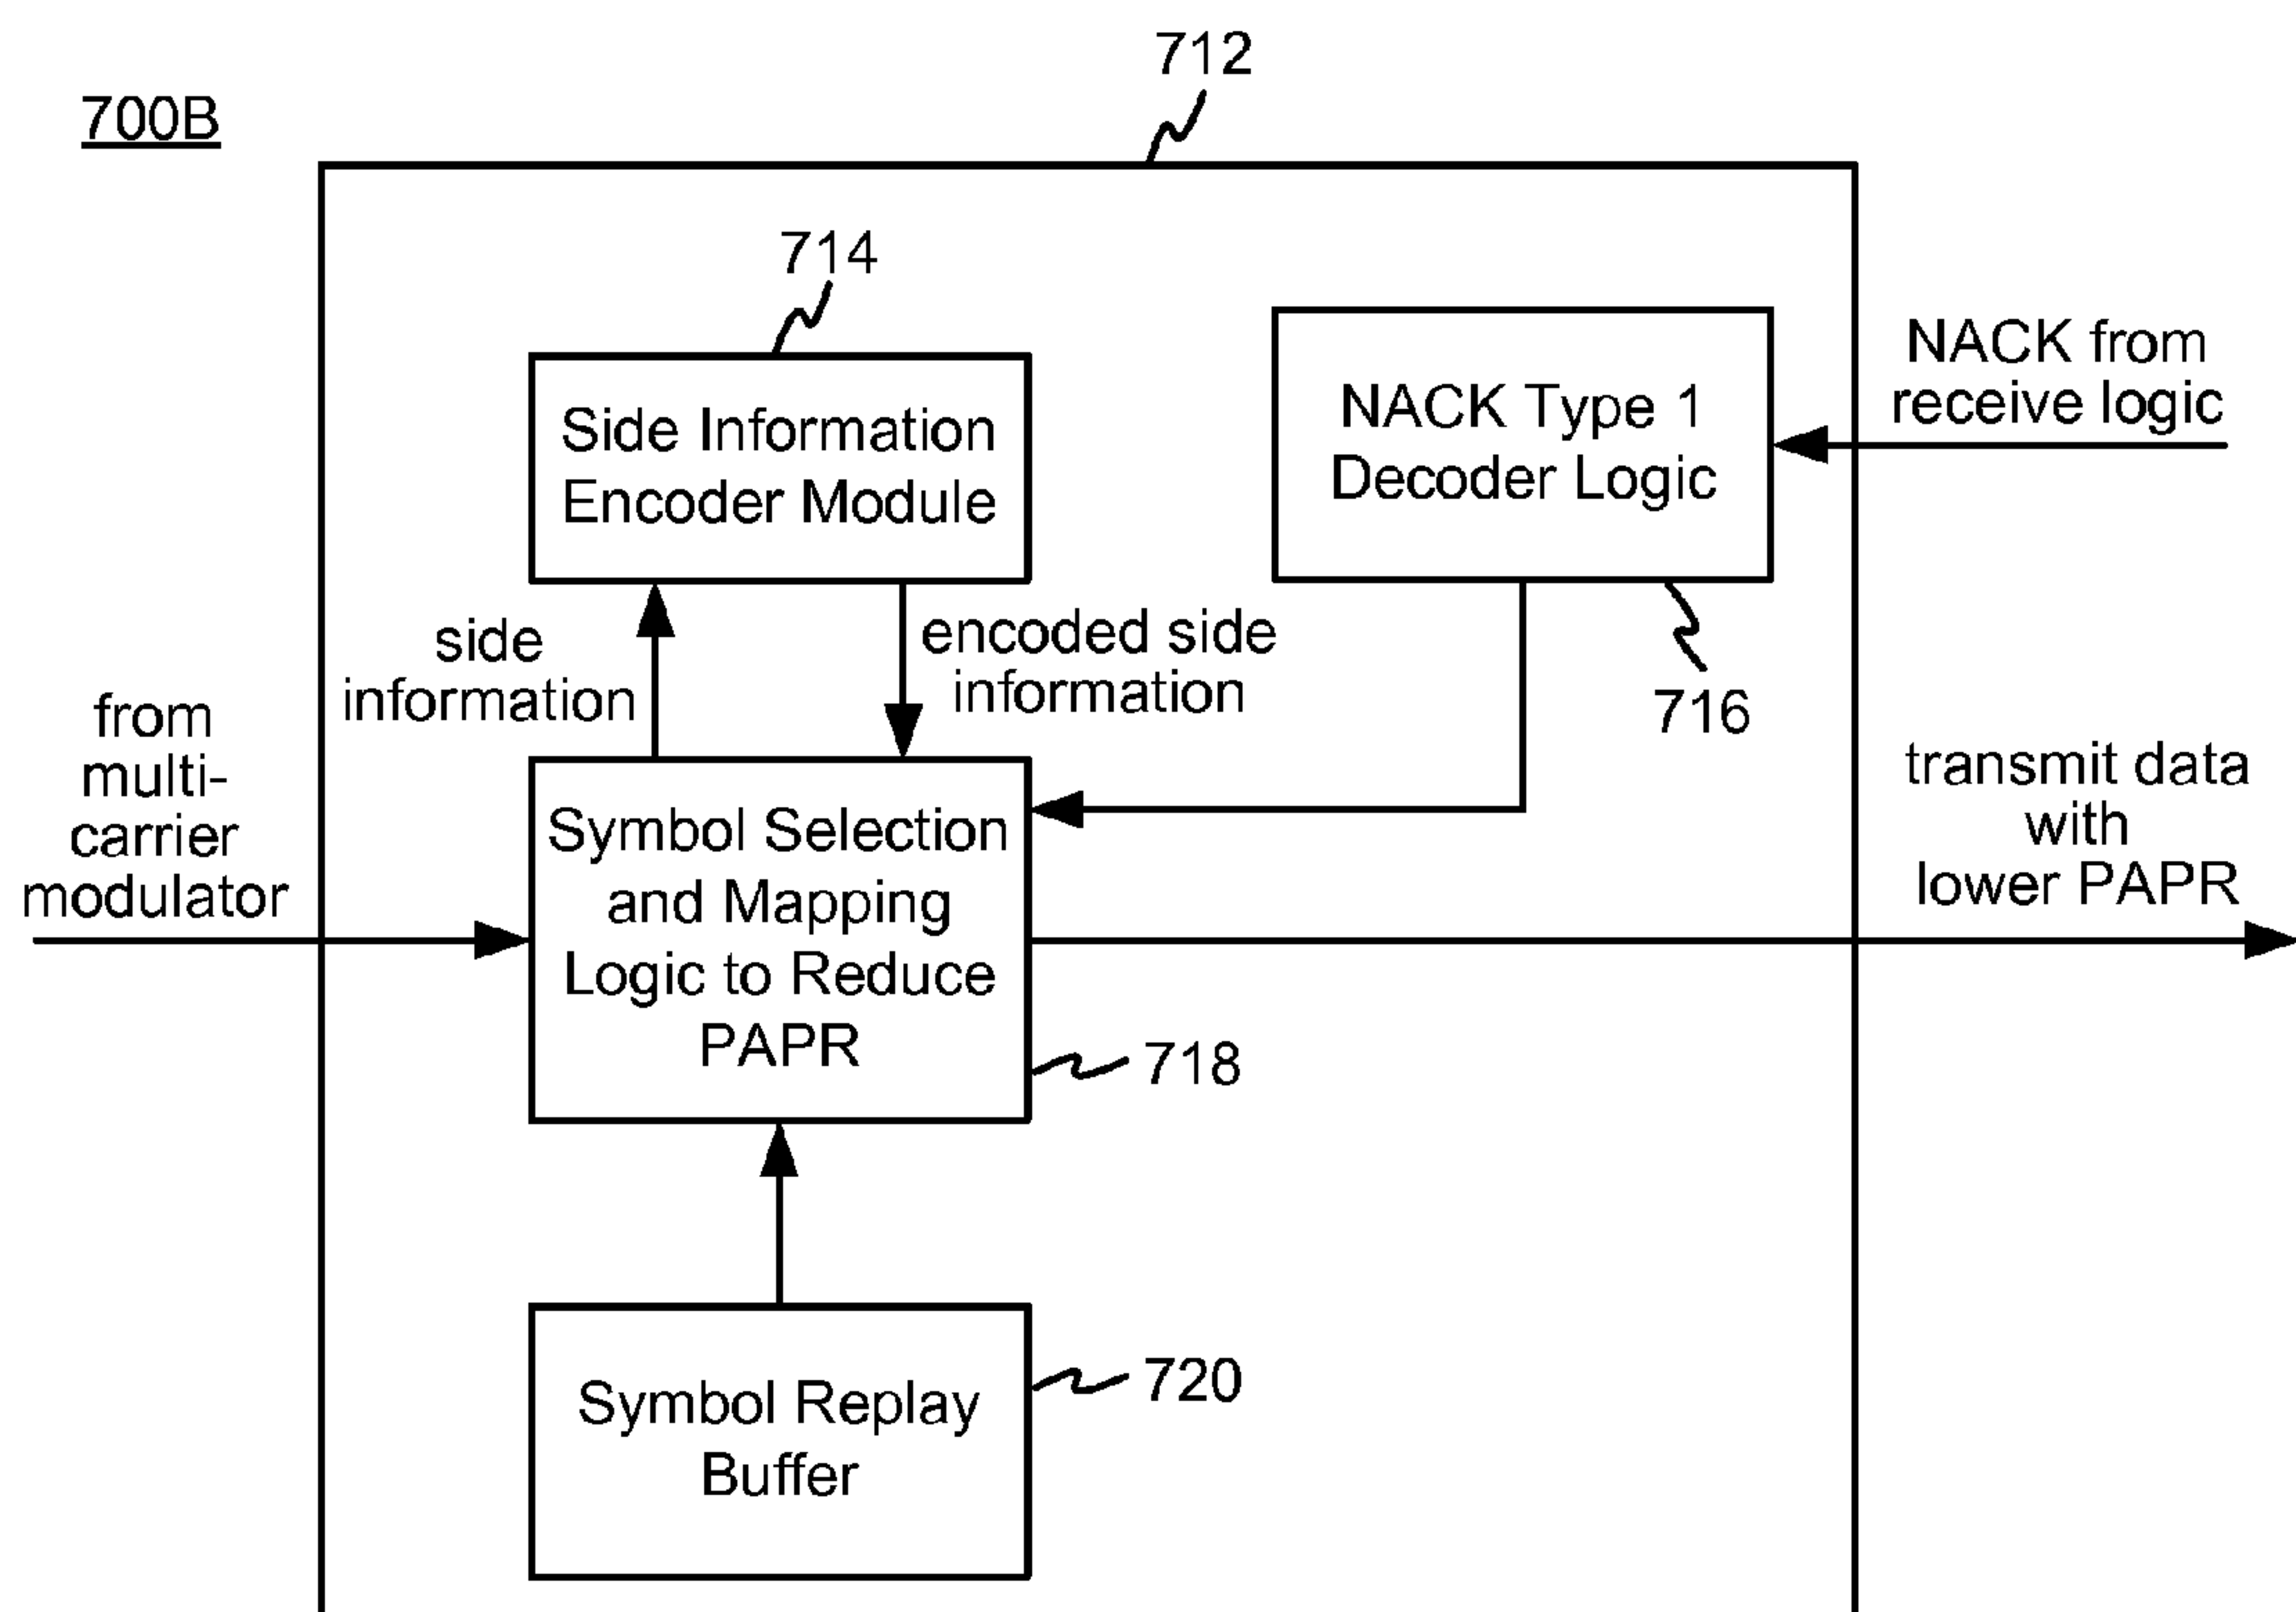 712
700B
714
Side Information
Encoder Module
NACK Type 1
Decoder Logic
NACK from
receive logic
side
information
encoded side
information
716
from
multi-
carrier
modulator
Symbol Selection
and Mapping
Logic to Reduce
PAPR
transmit data
with
lower PAPR
718
Symbol Replay
Buffer
720